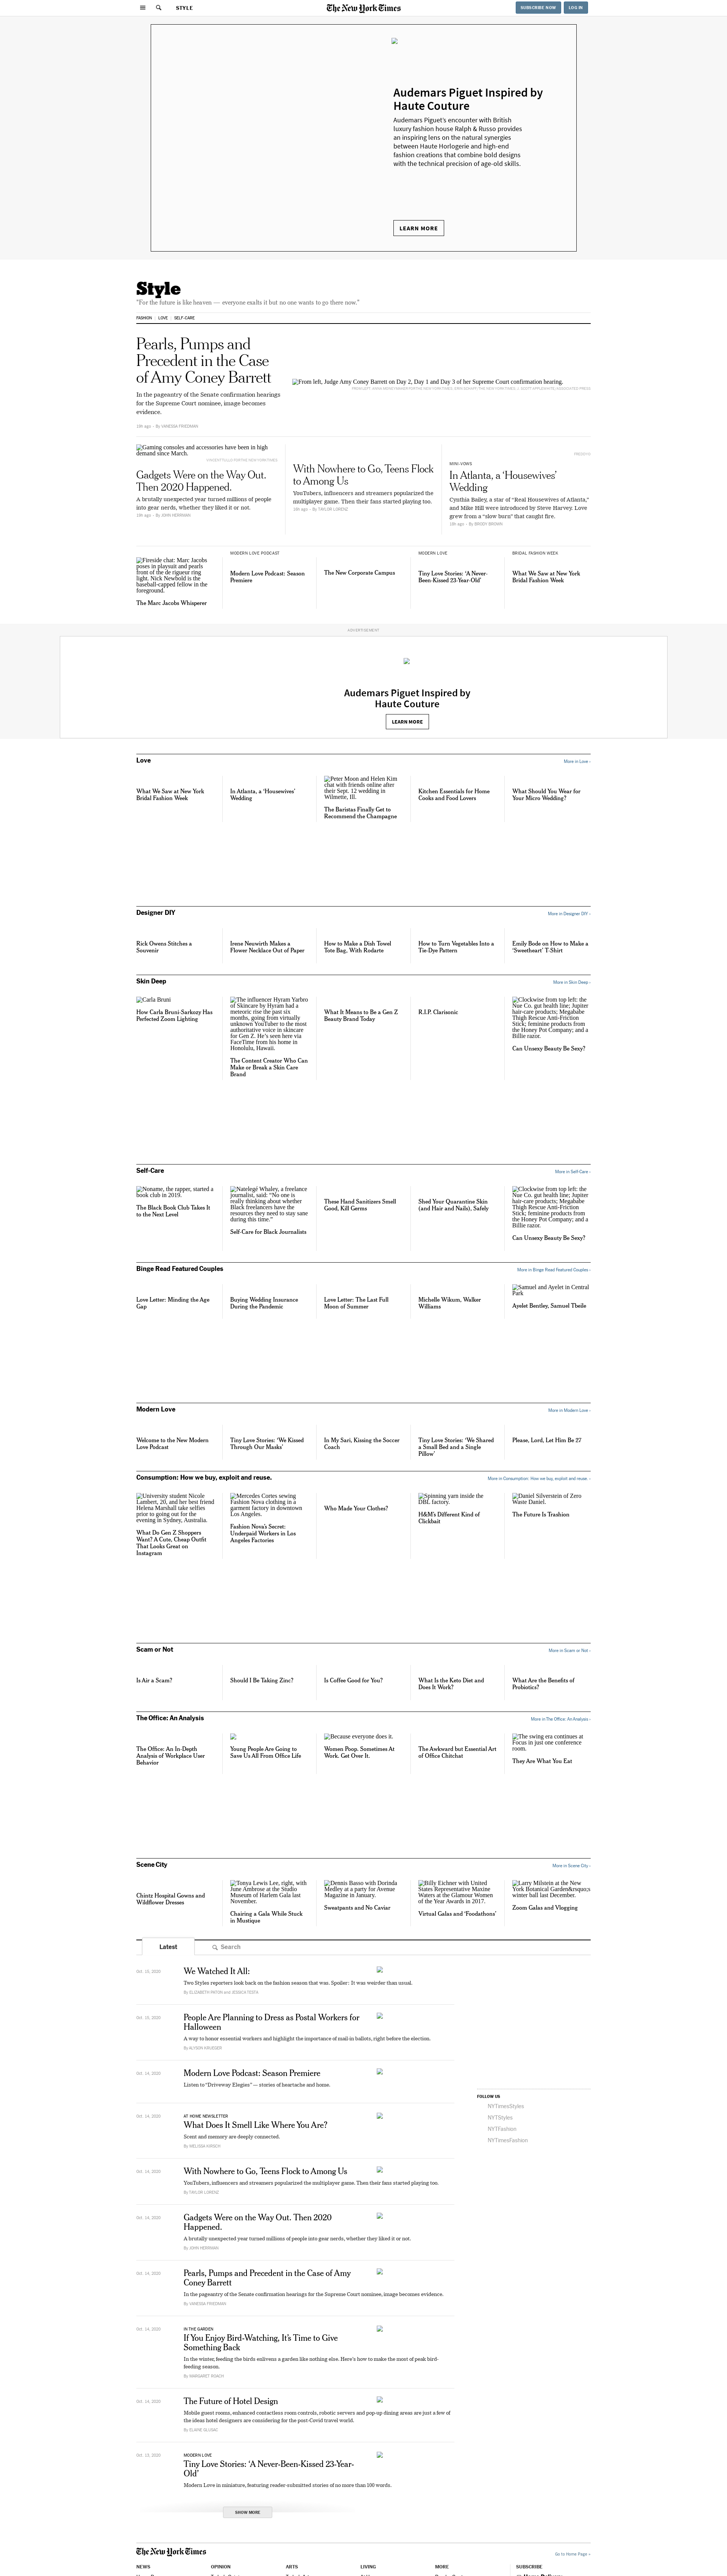 STYLE
The New York Times
SUBSCRIBE NOW
LOG IN
Audemars Piguet Inspired by
Haute Couture
Audemars Piguet's encounter with British
luxury fashion house Ralph & Russo provides
an inspiring lens on the natural synergies
between Haute Horlogerie and high-end
fashion creations that combine bold designs
with the technical precision of age-old skills.
LEARN MORE
Style
"For the future is like heaven — everyone exalts it but no one wants to go there now."
FASHION
LOVE
SELF-CARE
Pearls, Pumps and
Precedent in the Case
of Amy Coney Barrett
In the pageantry of the Senate confirmation hearings
for the Supreme Court nominee, image becomes
evidence.
By VANESSA FRIEDMAN
From left, Judge Amy Coney Barrett on Day 2, Day 1 and Day 3 of her Supreme Court confirmation hearing.
Gaming consoles and accessories have been in high
demand since March.
Gadgets Were on the Way Out.
Then 2020 Happened.
A brutally unexpected year turned millions of people
into gear nerds, whether they liked it or not.
By JOHN HERRMAN
With Nowhere to Go, Teens Flock
to Among Us
YouTubers, influencers and streamers popularized the
multiplayer game. Then their fans started playing too.
By TAYLOR LORENZ
MINI-VOWS
In Atlanta, a 'Housewives'
Wedding
Cynthia Bailey, a star of "Real Housewives of Atlanta,"
and Mike Hill were introduced by Steve Harvey. Love
grew from a "slow burn" that caught fire.
By BRODY BROWN
Fireside chat: Marc Jacobs
poses in playsuit and pearls
front of the de rigueur ring
light. Nick Newbold is the
baseball-capped fellow in the
foreground.
The Marc Jacobs Whisperer
MODERN LOVE PODCAST
Modern Love Podcast: Season
Premiere
The New Corporate Campus
MODERN LOVE
Tiny Love Stories: 'A Never-
Been-Kissed 23-Year-Old'
BRIDAL FASHION WEEK
What We Saw at New York
Bridal Fashion Week
ADVERTISEMENT
Audemars Piguet Inspired by
Haute Couture
LEARN MORE
Love
More in Love ›
What We Saw at New York
Bridal Fashion Week
In Atlanta, a 'Housewives'
Wedding
Peter Moon and Helen Kim
chat with friends online after
their Sept. 12 wedding in
Wilmette, Ill.
The Baristas Finally Get to
Recommend the Champagne
Kitchen Essentials for Home
Cooks and Food Lovers
What Should You Wear for
Your Micro Wedding?
Designer DIY
More in Designer DIY ›
Rick Owens Stitches a
Souvenir
Irene Neuwirth Makes a
Flower Necklace Out of Paper
How to Make a Dish Towel
Tote Bag, With Rodarte
How to Turn Vegetables Into a
Tie-Dye Pattern
Emily Bode on How to Make a
'Sweetheart' T-Shirt
Skin Deep
More in Skin Deep ›
Carla Bruni
How Carla Bruni-Sarkozy Has
Perfected Zoom Lighting
The influencer Hyram Yarbro
of Skincare by Hyram had a
meteoric rise the past six
months, going from virtually
unknown YouTuber to the most
authoritative voice in skincare
for Gen Z. He's seen here via
FaceTime from his home in
Honolulu, Hawaii.
The Content Creator Who Can
Make or Break a Skin Care
Brand
What It Means to Be a Gen Z
Beauty Brand Today
R.I.P. Clarisonic
Clockwise from top left: the
Nue Co. gut health line; Jupiter
hair-care products; Megababe
Thigh Rescue Anti-Friction
Stick; feminine products from
the Honey Pot Company; and a
Billie razor.
Can Unsexy Beauty Be Sexy?
Self-Care
More in Self-Care ›
Noname, the rapper, started a
book club in 2019.
The Black Book Club Takes It
to the Next Level
Natelegé Whaley, a freelance
journalist, said: "No one is
really thinking about whether
Black freelancers have the
resources they need to stay sane
during this time."
Self-Care for Black Journalists
These Hand Sanitizers Smell
Good, Kill Germs
Shed Your Quarantine Skin
(and Hair and Nails), Safely
Clockwise from top left: the
Nue Co. gut health line; Jupiter
hair-care products; Megababe
Thigh Rescue Anti-Friction
Stick; feminine products from
the Honey Pot Company; and a
Billie razor.
Can Unsexy Beauty Be Sexy?
Binge Read Featured Couples
More in Binge Read Featured Couples ›
Love Letter: Minding the Age
Gap
Buying Wedding Insurance
During the Pandemic
Love Letter: The Last Full
Moon of Summer
Michelle Wikum, Walker
Williams
Samuel and Ayelet in Central
Park
Ayelet Bentley, Samuel Tbeile
Modern Love
More in Modern Love ›
Welcome to the New Modern
Love Podcast
Tiny Love Stories: 'We Kissed
Through Our Masks'
In My Sari, Kissing the Soccer
Coach
Tiny Love Stories: 'We Shared
a Small Bed and a Single
Pillow'
Please, Lord, Let Him Be 27
Consumption: How we buy, exploit and reuse.
More in Consumption: How we buy, exploit and reuse. ›
University student Nicole
Lambert, 20, and her best friend
Helena Marshall take selfies
prior to going out for the
evening in Sydney, Australia.
What Do Gen Z Shoppers
Want? A Cute, Cheap Outfit
That Looks Great on
Instagram
Mercedes Cortes sewing
Fashion Nova clothing in a
garment factory in downtown
Los Angeles.
Fashion Nova's Secret:
Underpaid Workers in Los
Angeles Factories
Who Made Your Clothes?
Spinning yarn inside the
DBL factory.
H&M's Different Kind of
Clickbait
Daniel Silverstein of Zero
Waste Daniel.
The Future Is Trashion
Scam or Not
More in Scam or Not ›
Is Air a Scam?
Should I Be Taking Zinc?
Is Coffee Good for You?
What Is the Keto Diet and
Does It Work?
What Are the Benefits of
Probiotics?
The Office: An Analysis
More in The Office: An Analysis ›
The Office: An In-Depth
Analysis of Workplace User
Behavior
Young People Are Going to
Save Us All From Office Life
Because everyone does it.
Women Poop. Sometimes At
Work. Get Over It.
The Awkward but Essential Art
of Office Chitchat
The swing era continues at
Focus in just one conference
room.
They Are What You Eat
Scene City
More in Scene City ›
Chintz Hospital Gowns and
Wildflower Dresses
Tonya Lewis Lee, right, with
June Ambrose at the Studio
Museum of Harlem Gala last
November.
Chairing a Gala While Stuck
in Mustique
Dennis Basso with Dorinda
Medley at a party for Avenue
Magazine in January.
Sweatpants and No Caviar
Billy Eichner with United
States Representative Maxine
Waters at the Glamour Women
of the Year Awards in 2017.
Virtual Galas and 'Foodathons'
Larry Milstein at the New
York Botanical Garden&rsquo;s
winter ball last December.
Zoom Galas and Vlogging
Latest
Search
Oct. 15, 2020
We Watched It All:
Two Styles reporters look back on the fashion season that was. Spoiler: It was weirder than usual.
By ELIZABETH PATON and JESSICA TESTA
Oct. 15, 2020
People Are Planning to Dress as Postal Workers for
Halloween
A way to honor essential workers and highlight the importance of mail-in ballots, right before the election.
By ALYSON KRUEGER
Oct. 14, 2020
Modern Love Podcast: Season Premiere
Listen to "Driveway Elegies" — stories of heartache and home.
Oct. 14, 2020
AT HOME NEWSLETTER
What Does It Smell Like Where You Are?
Scent and memory are deeply connected.
By MELISSA KIRSCH
Oct. 14, 2020
With Nowhere to Go, Teens Flock to Among Us
YouTubers, influencers and streamers popularized the multiplayer game. Then their fans started playing too.
By TAYLOR LORENZ
Oct. 14, 2020
Gadgets Were on the Way Out. Then 2020
Happened.
A brutally unexpected year turned millions of people into gear nerds, whether they liked it or not.
By JOHN HERRMAN
Oct. 14, 2020
Pearls, Pumps and Precedent in the Case of Amy
Coney Barrett
In the pageantry of the Senate confirmation hearings for the Supreme Court nominee, image becomes evidence.
By VANESSA FRIEDMAN
Oct. 14, 2020
IN THE GARDEN
If You Enjoy Bird-Watching, It's Time to Give
Something Back
In the winter, feeding the birds enlivens a garden like nothing else. Here's how to make the most of peak bird-
feeding season.
By MARGARET ROACH
Oct. 14, 2020
The Future of Hotel Design
Mobile guest rooms, enhanced contactless room controls, robotic servers and pop-up dining areas are just a few of
the ideas hotel designers are considering for the post-Covid travel world.
By ELAINE GLUSAC
Oct. 13, 2020
MODERN LOVE
Tiny Love Stories: 'A Never-Been-Kissed 23-Year-
Old'
Modern Love in miniature, featuring reader-submitted stories of no more than 100 words.
SHOW MORE
FOLLOW US
NYTimesStyles
NYTStyles
NYTFashion
NYTimesFashion
The New York Times
Go to Home Page »
NEWS
OPINION
ARTS
LIVING
MORE
SUBSCRIBE